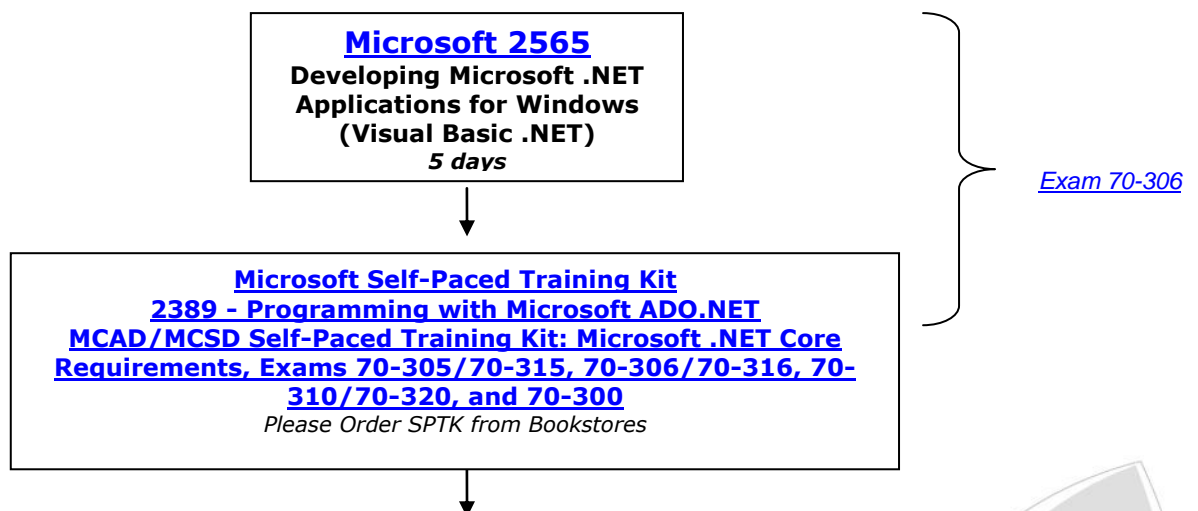 Microsoft 2565
Developing Microsoft .NET
Applications for Windows
(Visual Basic .NET)
5 days
Exam 70-306
Microsoft Self-Paced Training Kit
2389 - Programming with Microsoft ADO.NET
MCAD/MCSD Self-Paced Training Kit: Microsoft .NET Core
Requirements, Exams 70-305/70-315, 70-306/70-316, 70-
310/70-320, and 70-300
Please Order SPTK from Bookstores